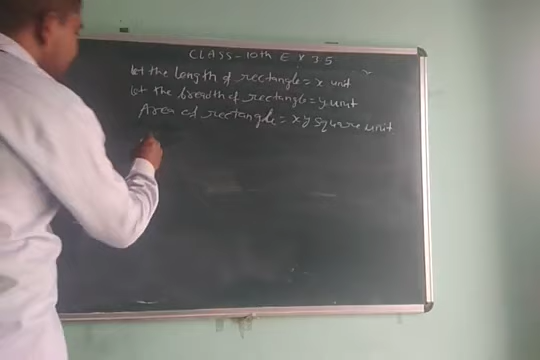 CLASS - 10th EX 3.5
let the length of rectangle = x unit
let the breadth of rectangle = y unit
Area of rectangle = xy square unit